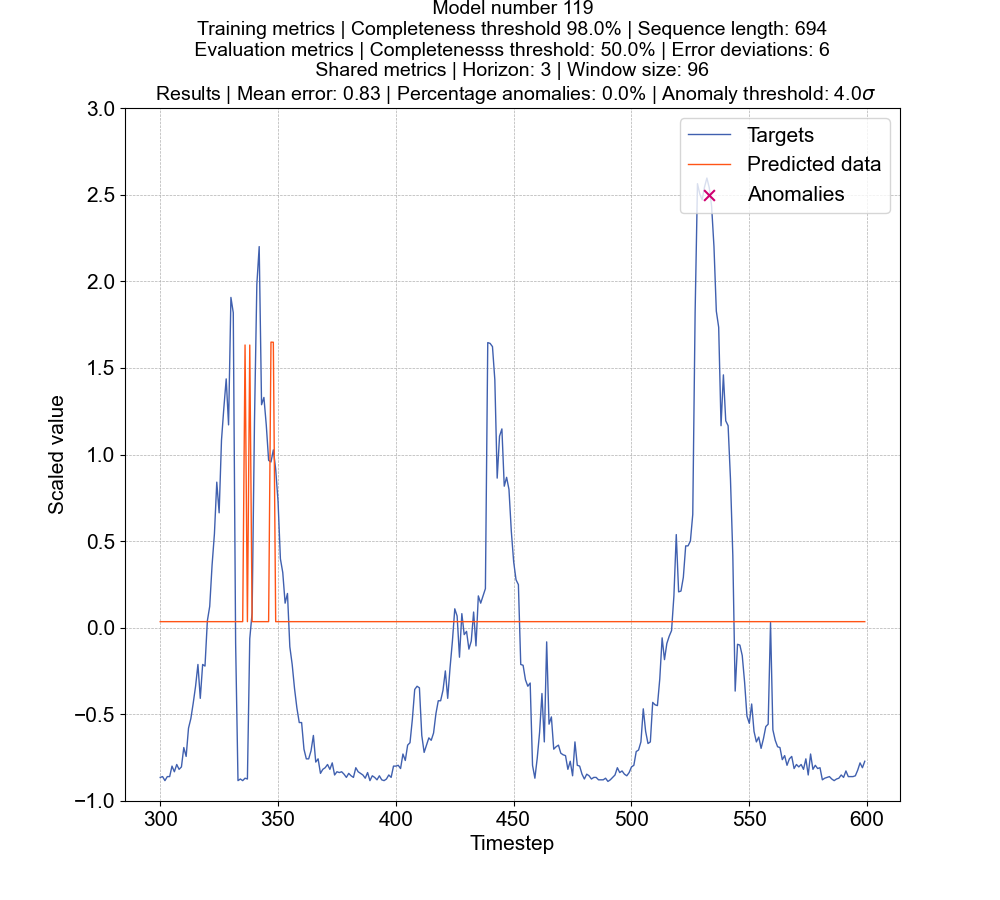 Model number 119
Training metrics | Completeness threshold 98.0% | Sequence length: 694
Evaluation metrics | Completenesss threshold: 50.0% | Error deviations: 6
Shared metrics | Horizon: 3 | Window size: 96
Results | Mean error: 0.83 | Percentage anomalies: 0.0% | Anomaly threshold: 4.0σ
Targets
Predicted data
Anomalies
Scaled value
3.0
2.5
2.0
1.5
1.0
0.5
0.0
−0.5
−1.0
300 350 400 450 500 550 600
Timestep